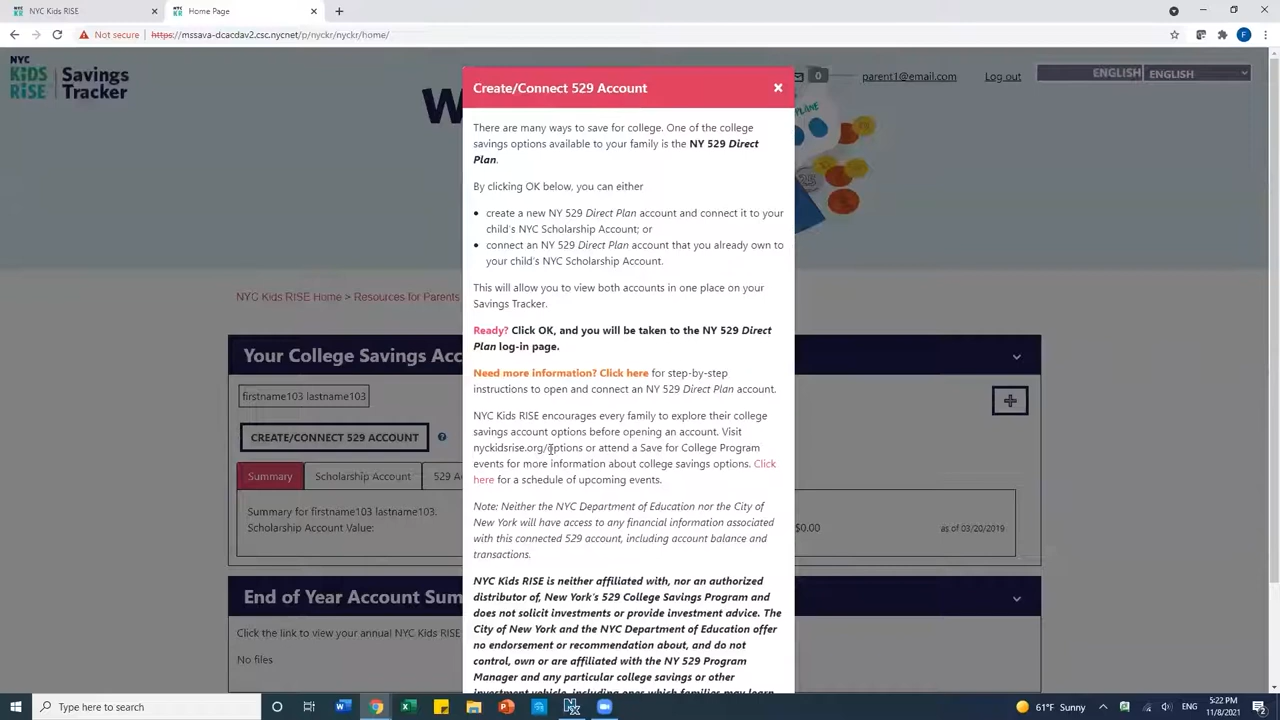 NYC Kids RISE
Home Page
Not secure https://mssava-dcacdav2.csc.nycnet/p/nyckr/nyckr/home/
F
NYC
KiDS
RiSE
Savings
Tracker
W
0
parent1@email.com
Log out
ENGLISH
ENGLISH
PLANE
Create/Connect 529 Account
×
There are many ways to save for college. One of the college
savings options available to your family is the NY 529 Direct
Plan.
By clicking OK below, you can either
• create a new NY 529 Direct Plan account and connect it to your
child's NYC Scholarship Account; or
• connect an NY 529 Direct Plan account that you already own to
your child's NYC Scholarship Account.
This will allow you to view both accounts in one place on your
Savings Tracker.
Ready? Click OK, and you will be taken to the NY 529 Direct
Plan log-in page.
Need more information? Click here for step-by-step
instructions to open and connect an NY 529 Direct Plan account.
NYC Kids RISE encourages every family to explore their college
savings account options before opening an account. Visit
nyckidsrise.org/options or attend a Save for College Program
events for more information about college savings options. Click
here for a schedule of upcoming events.
Note: Neither the NYC Department of Education nor the City of
New York will have access to any financial information associated
with this connected 529 account, including account balance and
transactions.
NYC Kids RISE is neither affiliated with, nor an authorized
distributor of, New York's 529 College Savings Program and
does not solicit investments or provide investment advice. The
City of New York and the NYC Department of Education offer
no endorsement or recommendation about, and do not
control, own or are affiliated with the NY 529 Program
Manager and any particular college savings or other
investment vehicle, including ones which families may learn
NYC Kids RISE Home > Resources for Parents
Your College Savings Acc
firstname103 lastname103
CREATE/CONNECT 529 ACCOUNT
Summary
Scholarship Account
529 A
Summary for firstname103 lastname103.
Scholarship Account Value:
$0.00
as of 03/20/2019
End of Year Account Sum
Click the link to view your annual NYC Kids RISE
No files
Type here to search
61°F Sunny
5:22 PM
11/8/2021
2